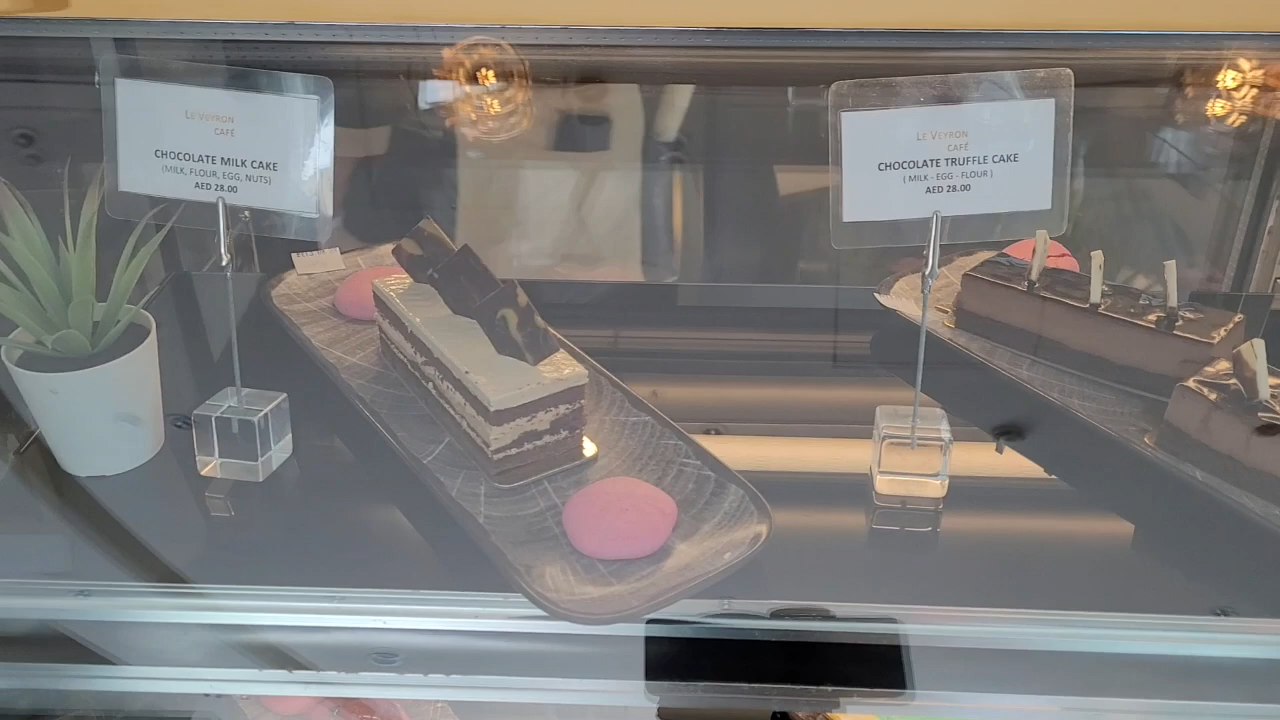 LE VEYRON
CAFÉ
CHOCOLATE MILK CAKE
(MILK, FLOUR, EGG, NUTS)
AED 28.00
LE VEYRON
CAFÉ
CHOCOLATE TRUFFLE CAKE
( MILK - EGG - FLOUR )
AED 28.00